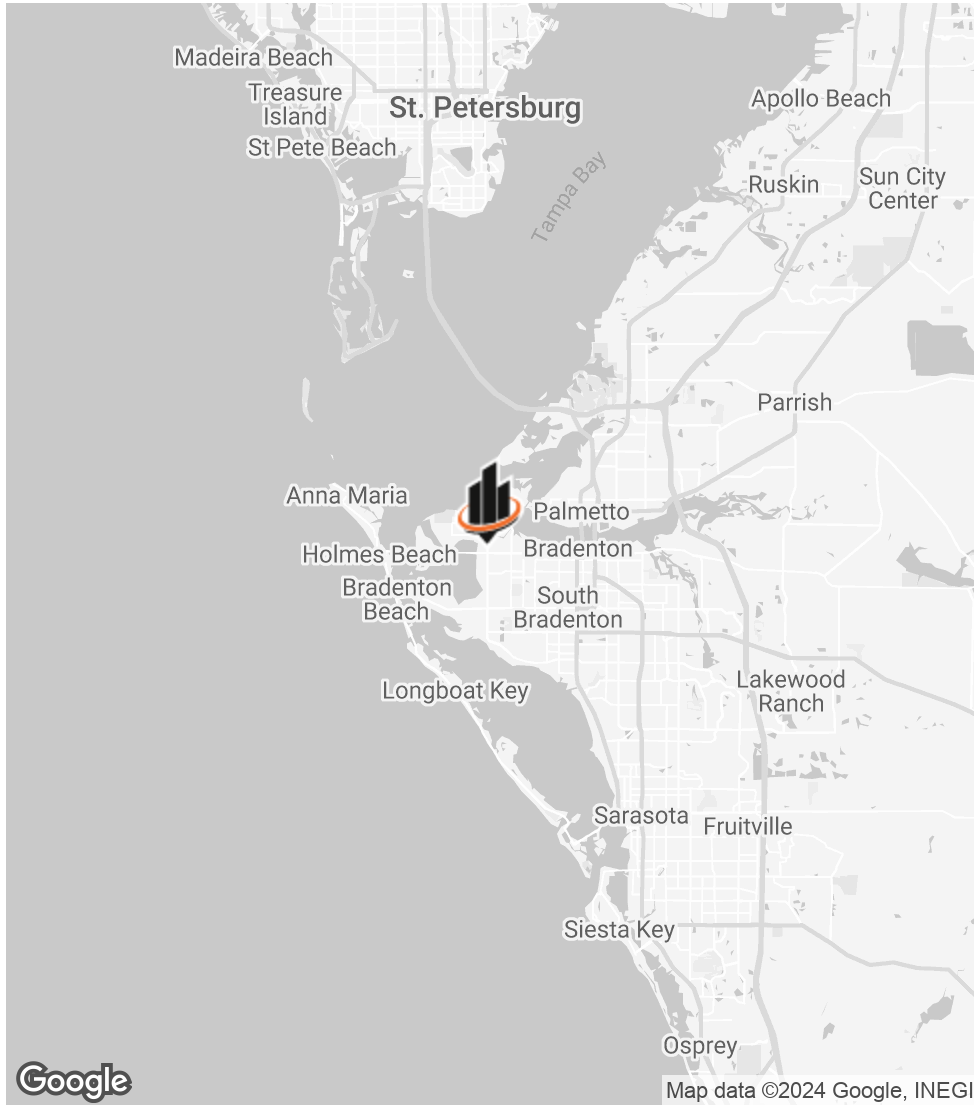 Madeira Beach
Treasure
Island
St. Petersburg
Apollo Beach
St Pete Beach
Tampa Bay
Ruskin
Sun City
Center
Parrish
Anna Maria
Palmetto
Holmes Beach
Bradenton
Bradenton
Beach
South
Bradenton
Longboat Key
Lakewood
Ranch
Sarasota
Fruitville
Siesta Key
Osprey
Google
Map data ©2024 Google, INEGI